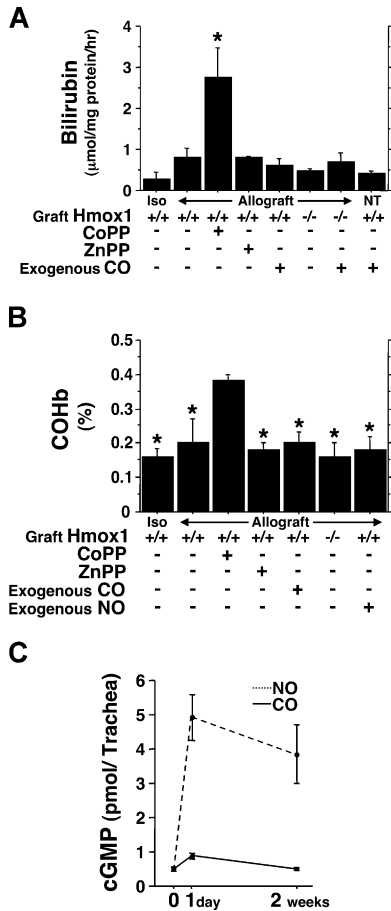 A
Bilirubin
(μmol/mg protein/hr)
4
3
2
1
0
*
Iso Allograft NT
Graft Hmox1 +/+ +/+ +/+ +/+ +/+ -/- -/- +/+
CoPP - - + - - - - -
ZnPP - - - + - - - -
Exogenous CO - - - - + - + +
B
COHb
(%)
0.5
0.4
0.3
0.2
0.1
0
* * * * * *
Iso Allograft
Graft Hmox1 +/+ +/+ +/+ +/+ +/+ -/- +/+
CoPP - - + - - - -
ZnPP - - - + - - -
Exogenous CO - - - - + - -
Exogenous NO - - - - - - +
C
cGMP (pmol/ Trachea)
6
5
4
3
2
1
0
NO
CO
0 1 day 2 weeks